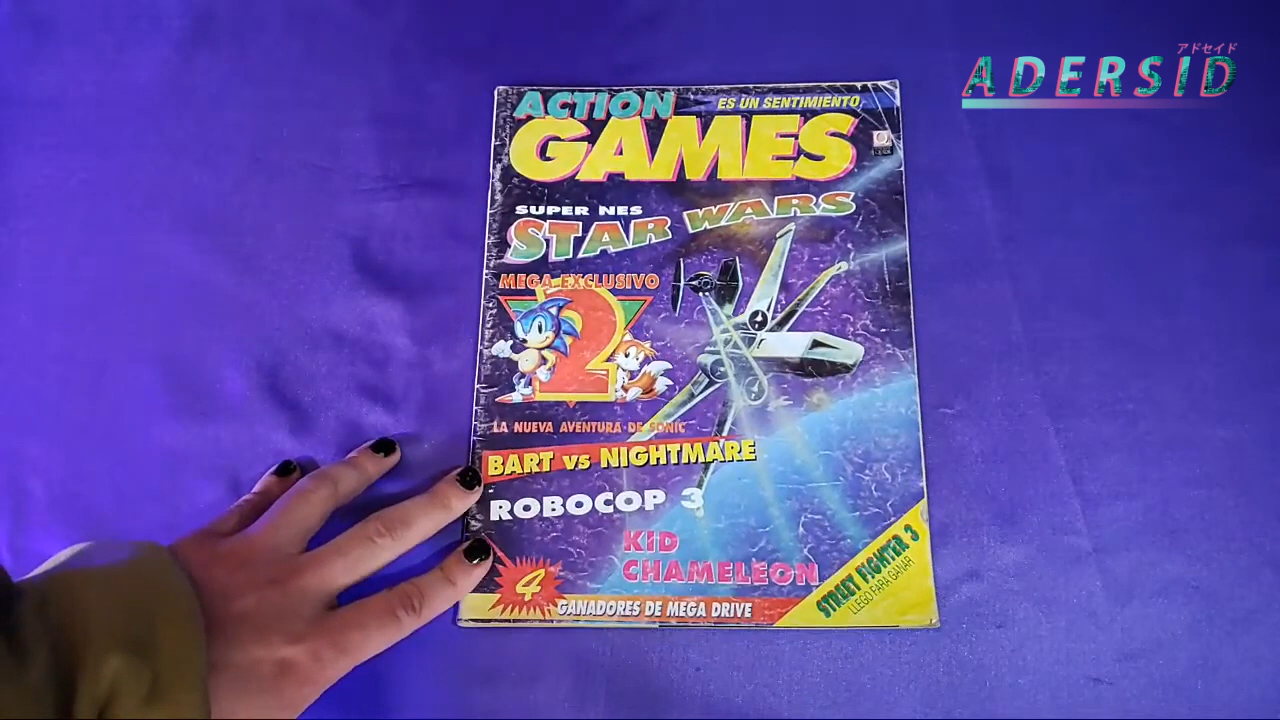 アドセイド
ADERSID
ACTION
ES UN SENTIMIENTO
GAMES
SUPER NES
STAR WARS
MEGA EXCLUSIVO
2
LA NUEVA AVENTURA DE SONIC
BART vs NIGHTMARE
ROBOCOP 3
KID
CHAMELEON
STREET FIGHTER 3
LLEGO PARA GANAR
4
GANADORES DE MEGA DRIVE